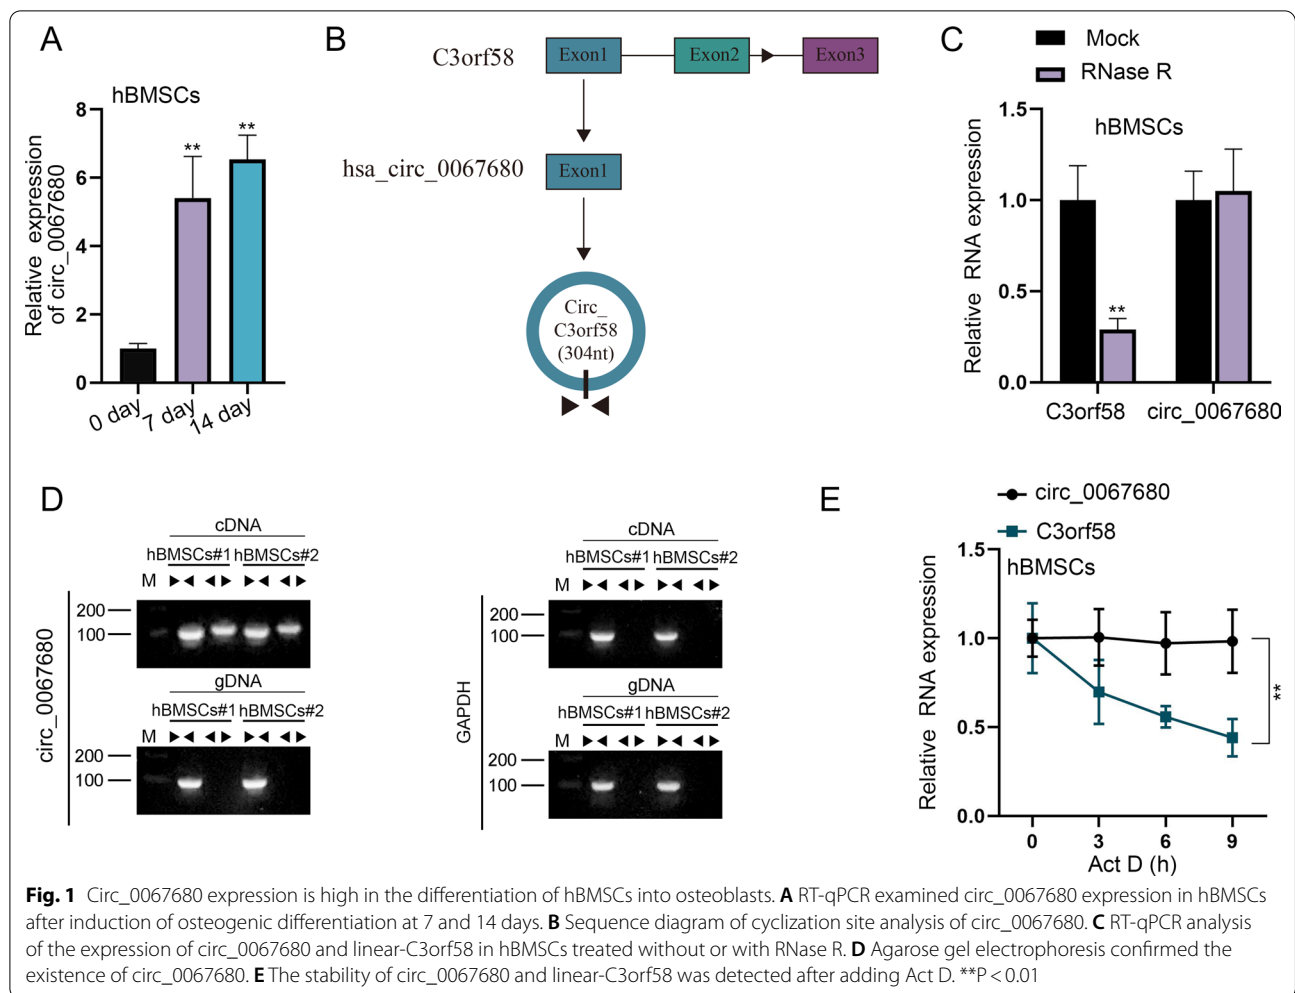 A
hBMSCs
Relative expression
of circ_0067680
8
6
4
2
0
**
**
0 day
7 day
14 day
B
C3orf58
Exon1
Exon2
Exon3
hsa_circ_0067680
Exon1
Circ_
C3orf58
(304nt)
C
Mock
RNase R
hBMSCs
Relative RNA expression
1.5
1.0
0.5
0.0
**
C3orf58
circ_0067680
D
circ_0067680
cDNA
hBMSCs#1 hBMSCs#2
M
200
100
gDNA
hBMSCs#1 hBMSCs#2
M
200
100
GAPDH
cDNA
hBMSCs#1 hBMSCs#2
M
200
100
gDNA
hBMSCs#1 hBMSCs#2
M
200
100
E
circ_0067680
C3orf58
hBMSCs
Relative RNA expression
1.5
1.0
0.5
0.0
**
0 3 6 9
Act D (h)
Fig. 1 Circ_0067680 expression is high in the differentiation of hBMSCs into osteoblasts. A RT-qPCR examined circ_0067680 expression in hBMSCs
after induction of osteogenic differentiation at 7 and 14 days. B Sequence diagram of cyclization site analysis of circ_0067680. C RT-qPCR analysis
of the expression of circ_0067680 and linear-C3orf58 in hBMSCs treated without or with RNase R. D Agarose gel electrophoresis confirmed the
existence of circ_0067680. E The stability of circ_0067680 and linear-C3orf58 was detected after adding Act D. **P < 0.01